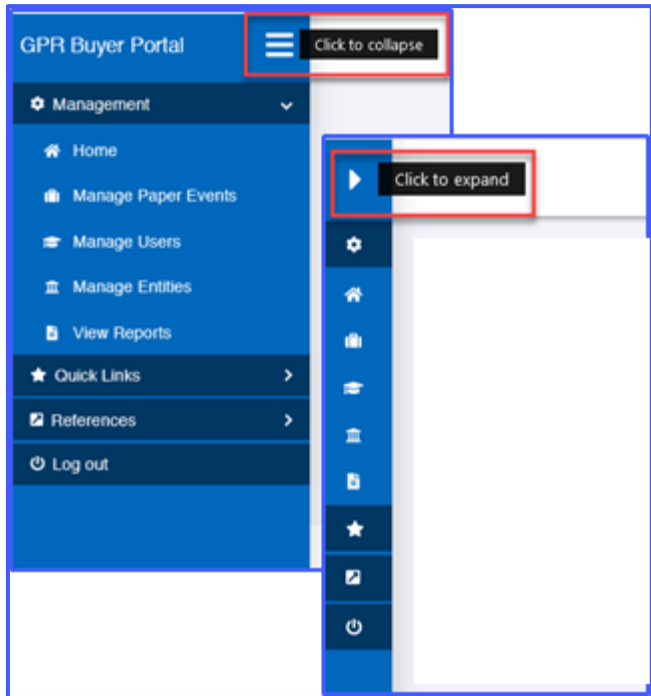 GPR Buyer Portal
Click to collapse
Management
Home
Manage Paper Events
Manage Users
Manage Entities
View Reports
Quick Links
References
Log out
Click to expand